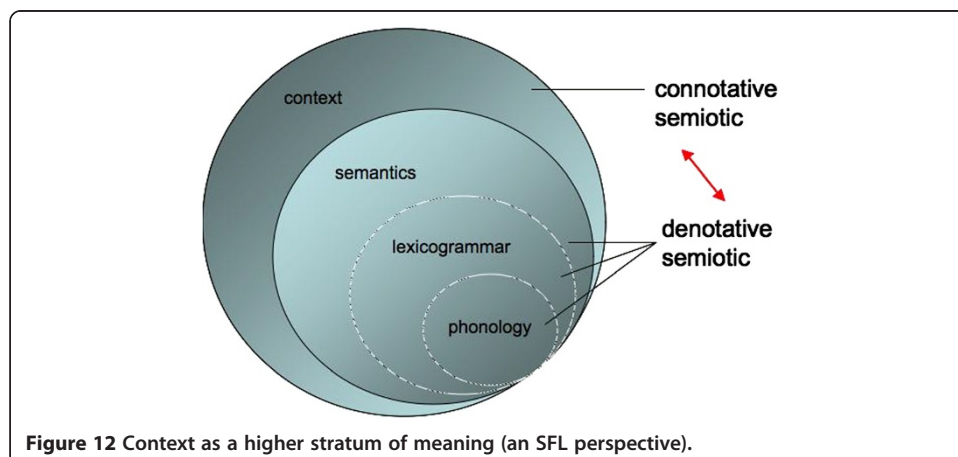 context
connotative
semiotic
semantics
denotative
semiotic
lexicogrammar
phonology
Figure 12 Context as a higher stratum of meaning (an SFL perspective).